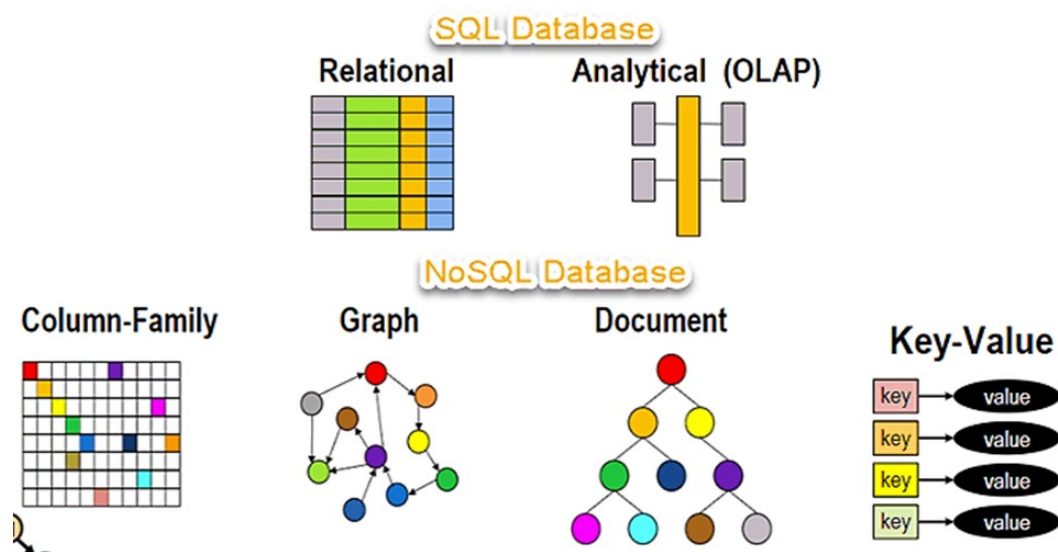 SQL Database
Relational
Analytical (OLAP)
NoSQL Database
Column-Family
Graph
Document
Key-Value
key value
key value
key value
key value